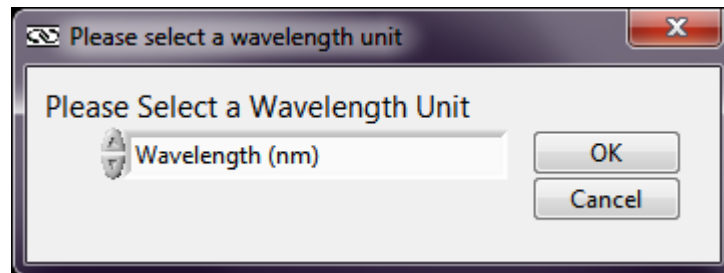 Please select a wavelength unit
Please Select a Wavelength Unit
Wavelength (nm)
OK
Cancel